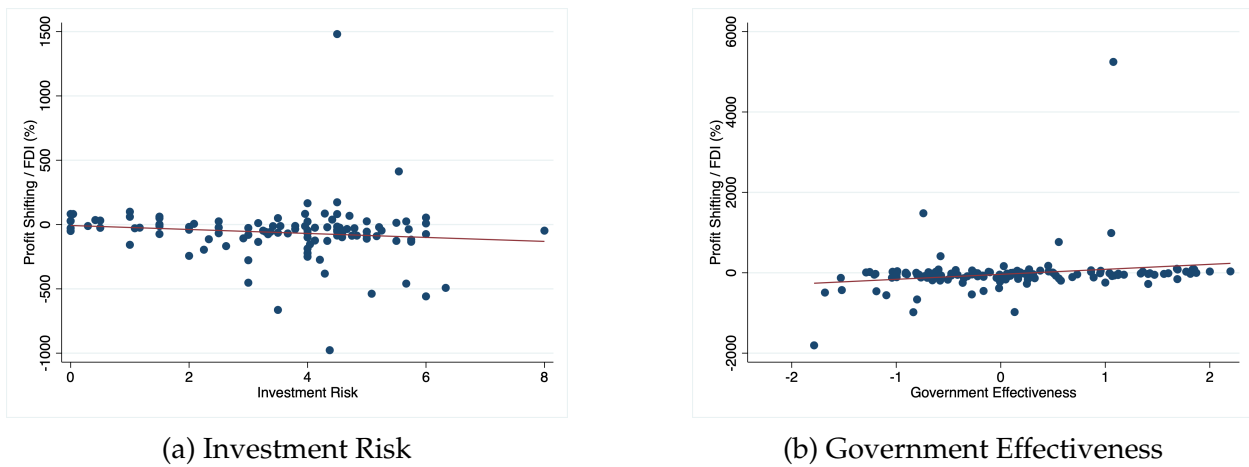 Profit Shifting / FDI (%)
1500
1000
500
0
-500
-1000
0 2 4 6 8
Investment Risk
(a) Investment Risk
Profit Shifting / FDI (%)
6000
4000
2000
0
-2000
-2 -1 0 1 2
Government Effectiveness
(b) Government Effectiveness